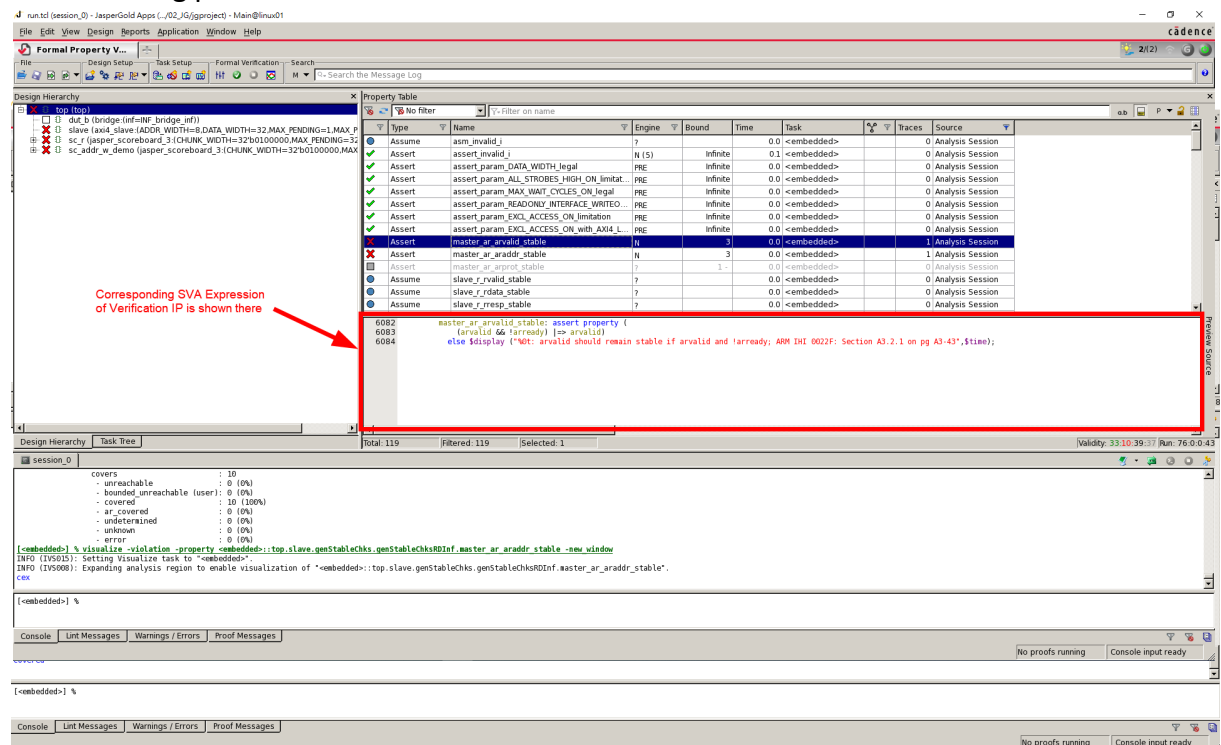 run.tcl (session_0) - JasperGold Apps (.../02_JG/jgproject) - Main@linux01
File Edit View Design Reports Application Window Help
cādence
Formal Property V...
2/(2)
File Design Setup Task Setup Formal Verification Search
M Search the Message Log
Design Hierarchy
top (top)
dut_b (bridge:(inf=INF_bridge_inf))
slave (axi4_slave:(ADDR_WIDTH=8,DATA_WIDTH=32,MAX_PENDING=1,MAX_P
sc_r (jasper_scoreboard_3:(CHUNK_WIDTH=32'b0100000,MAX_PENDING=32
sc_addr_w_demo (jasper_scoreboard_3:(CHUNK_WIDTH=32'b0100000,MAX
Property Table
No filter Filter on name
Type Name Engine Bound Time Task Traces Source
Assume asm_invalid_i ? 0.0 <embedded> 0 Analysis Session
Assert assert_invalid_i N (5) Infinite 0.1 <embedded> 0 Analysis Session
Assert assert_param_DATA_WIDTH_legal PRE Infinite 0.0 <embedded> 0 Analysis Session
Assert assert_param_ALL_STROBES_HIGH_ON_limitat... PRE Infinite 0.0 <embedded> 0 Analysis Session
Assert assert_param_MAX_WAIT_CYCLES_ON_legal PRE Infinite 0.0 <embedded> 0 Analysis Session
Assert assert_param_READONLY_INTERFACE_WRITEO... PRE Infinite 0.0 <embedded> 0 Analysis Session
Assert assert_param_EXCL_ACCESS_ON_limitation PRE Infinite 0.0 <embedded> 0 Analysis Session
Assert assert_param_EXCL_ACCESS_ON_with_AXI4_L... PRE Infinite 0.0 <embedded> 0 Analysis Session
Assert master_ar_arvalid_stable N 3 0.0 <embedded> 1 Analysis Session
Assert master_ar_araddr_stable N 3 0.0 <embedded> 1 Analysis Session
Assert master_ar_arprot_stable ? 1 - 0.0 <embedded> 0 Analysis Session
Assume slave_r_rvalid_stable ? 0.0 <embedded> 0 Analysis Session
Assume slave_r_rdata_stable ? 0.0 <embedded> 0 Analysis Session
Assume slave_r_rresp_stable ? 0.0 <embedded> 0 Analysis Session
Corresponding SVA Expression
of Verification IP is shown there
6082 master_ar_arvalid_stable: assert property (
6083 (arvalid && !arready) |=> arvalid)
6084 else $display ("%0t: arvalid should remain stable if arvalid and !arready; ARM IHI 0022F: Section A3.2.1 on pg A3-43",$time);
Preview Source
Design Hierarchy Task Tree
Total: 119 Filtered: 119 Selected: 1
Validity: 33:10:39:37 Run: 76:0:0:43
session_0
covers : 10
- unreachable : 0 (0%)
- bounded_unreachable (user): 0 (0%)
- covered : 10 (100%)
- ar_covered : 0 (0%)
- undetermined : 0 (0%)
- unknown : 0 (0%)
- error : 0 (0%)
[<embedded>] % visualize -violation -property <embedded>::top.slave.genStableChks.genStableChksRDInf.master_ar_araddr_stable -new_window
INFO (IVS015): Setting Visualize task to "<embedded>".
INFO (IVS008): Expanding analysis region to enable visualization of "<embedded>::top.slave.genStableChks.genStableChksRDInf.master_ar_araddr_stable".
cex
[<embedded>] %
Console Lint Messages Warnings / Errors Proof Messages
No proofs running Console input ready
[<embedded>] %
Console Lint Messages Warnings / Errors Proof Messages
No proofs running Console input ready